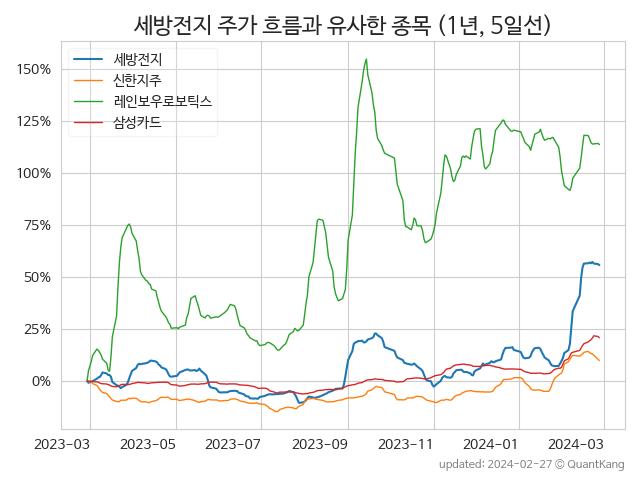 세방전지 주가 흐름과 유사한 종목 (1년, 5일선)
세방전지
신한지주
레인보우로보틱스
삼성카드
150%
125%
100%
75%
50%
25%
0%
2023-03 2023-05 2023-07 2023-09 2023-11 2024-01 2024-03
updated: 2024-02-27 © QuantKang